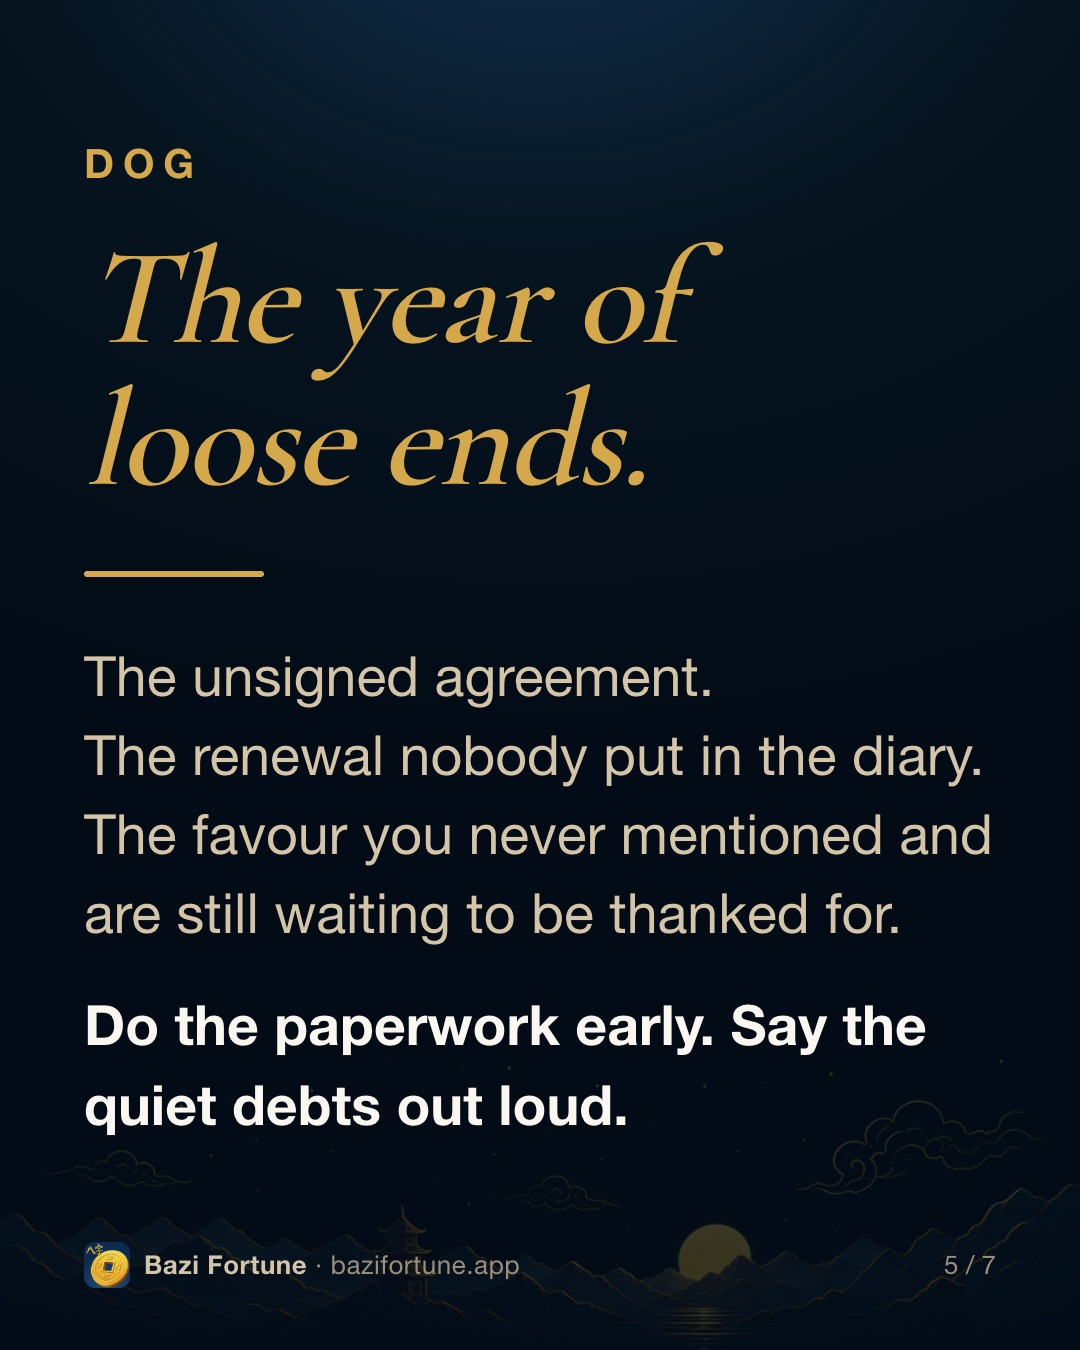 DOG
The year of
loose ends.
The unsigned agreement.
The renewal nobody put in the diary.
The favour you never mentioned and
are still waiting to be thanked for.
Do the paperwork early. Say the
quiet debts out loud.
八字
Bazi Fortune · bazifortune.app
5 / 7